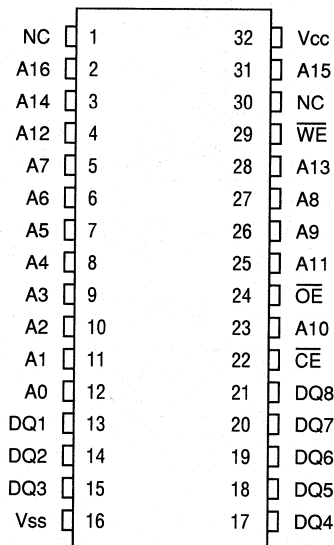 NC 1 32 Vcc
A16 2 31 A15
A14 3 30 NC
A12 4 29 W̅E̅
A7 5 28 A13
A6 6 27 A8
A5 7 26 A9
A4 8 25 A11
A3 9 24 O̅E̅
A2 10 23 A10
A1 11 22 C̅E̅
A0 12 21 DQ8
DQ1 13 20 DQ7
DQ2 14 19 DQ6
DQ3 15 18 DQ5
Vss 16 17 DQ4